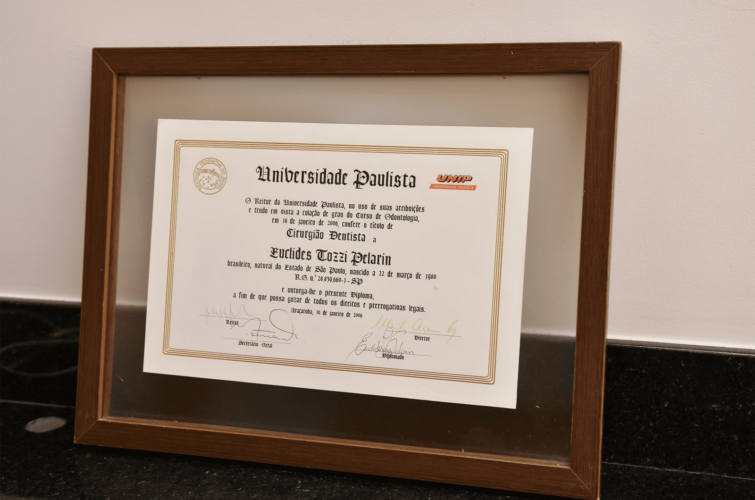 Universidade Paulista
UNIP
O Reitor da Universidade Paulista, no uso de suas atribuições
e tendo em vista a colação de grau do Curso de Odontologia,
em 10 de janeiro de 2006, confere o título de
Cirurgião Dentista a
Euclides Tozzi Pelarin
brasileiro, natural do Estado de São Paulo, nascido a 22 de março de 1980
R.G. n.º
- SP
e outorga-lhe o presente Diploma,
a fim de que possa gozar de todos os direitos e prerrogativas legais.
Araçatuba, 10 de janeiro de 2006
Reitor
Diretor
Secretário Geral
Diplomado